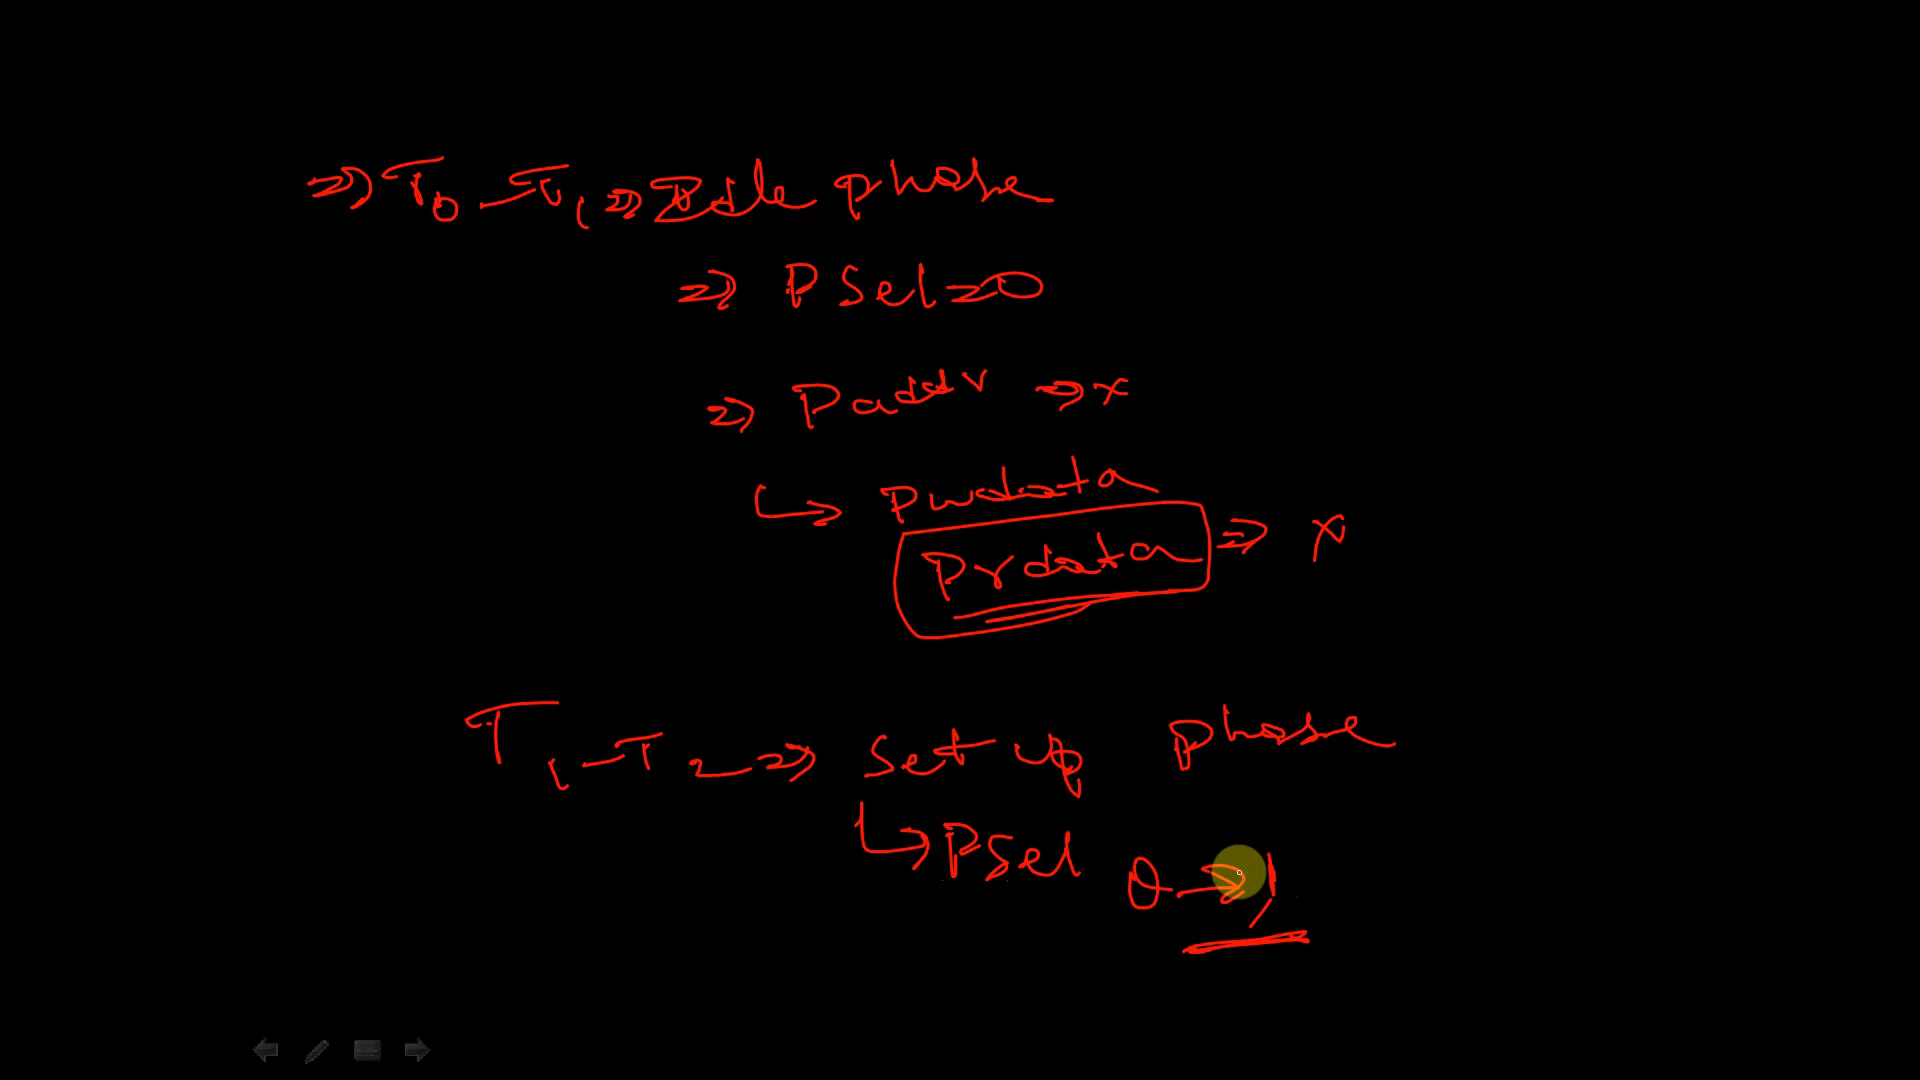 ⇒ T0 - T1 ⇒ Idle phase
⇒ PSel = 0
⇒ Paddr ⇒ x
↳ Pwdata
Prdata ⇒ x
T1 - T2 ⇒ Set up phase
↳ PSel 0 → 1